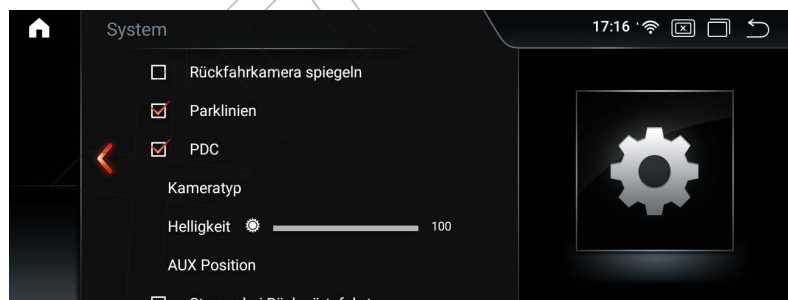 System
17:16
Rückfahrkamera spiegeln
Parklinien
PDC
Kameratyp
Helligkeit 100
AUX Position